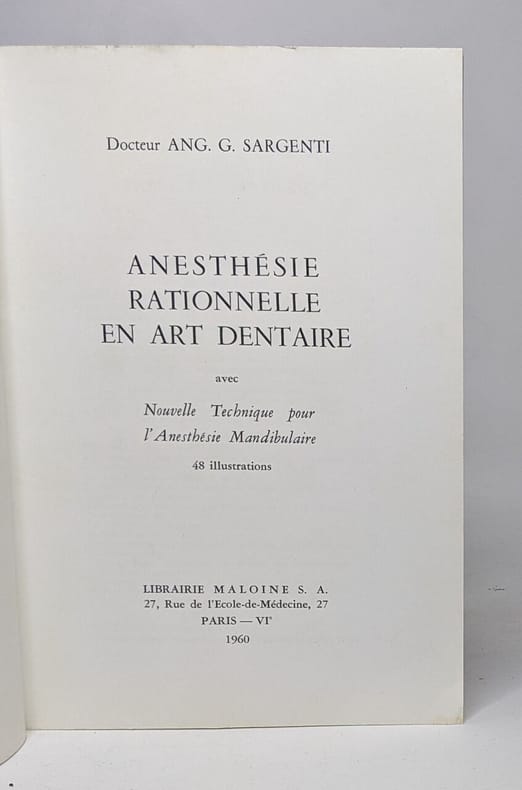 Docteur ANG. G. SARGENTI
ANESTHÉSIE
RATIONNELLE
EN ART DENTAIRE
avec
Nouvelle Technique pour
l'Anesthésie Mandibulaire
48 illustrations
LIBRAIRIE MALOINE S. A.
27, Rue de l'Ecole-de-Médecine, 27
PARIS — VIᵉ
1960